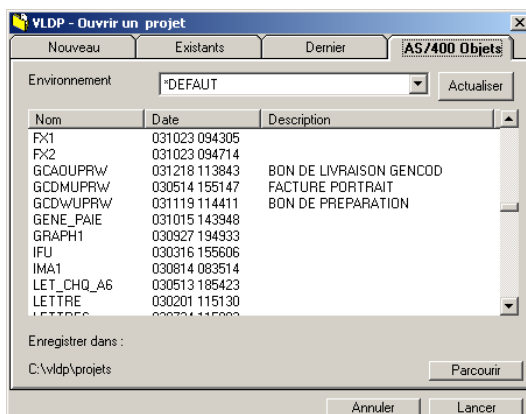 VLDP - Ouvrir un projet
Nouveau Existants Dernier AS/400 Objets
Environnement *DEFAUT Actualiser
Nom Date Description
FX1 031023 094305
FX2 031023 094714
GCAOUPRW 031218 113843 BON DE LIVRAISON GENCOD
GCDMUPRW 030514 155147 FACTURE PORTRAIT
GCDWUPRW 031119 114411 BON DE PREPARATION
GENE_PAIE 031015 143948
GRAPH1 030927 194933
IFU 030316 155606
IMA1 030814 083514
LET_CHQ_A6 030513 185423
LETTRE 030201 115130
Enregistrer dans :
C:\vldp\projets Parcourir
Annuler Lancer